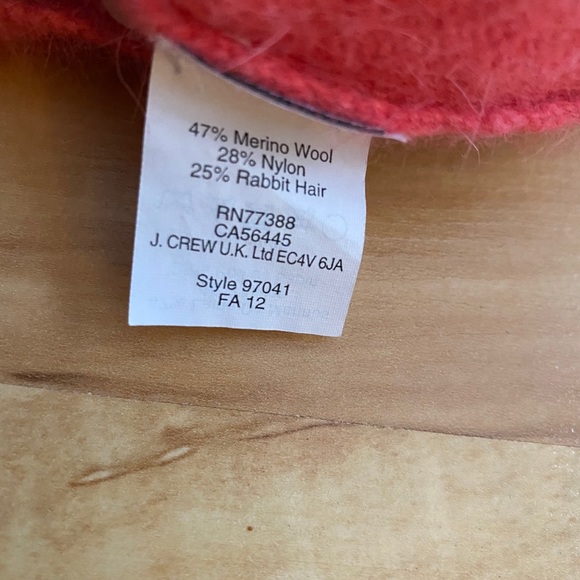 47% Merino Wool
28% Nylon
25% Rabbit Hair
RN77388
CA56445
J. CREW U.K. Ltd EC4V 6JA
Style 97041
FA 12